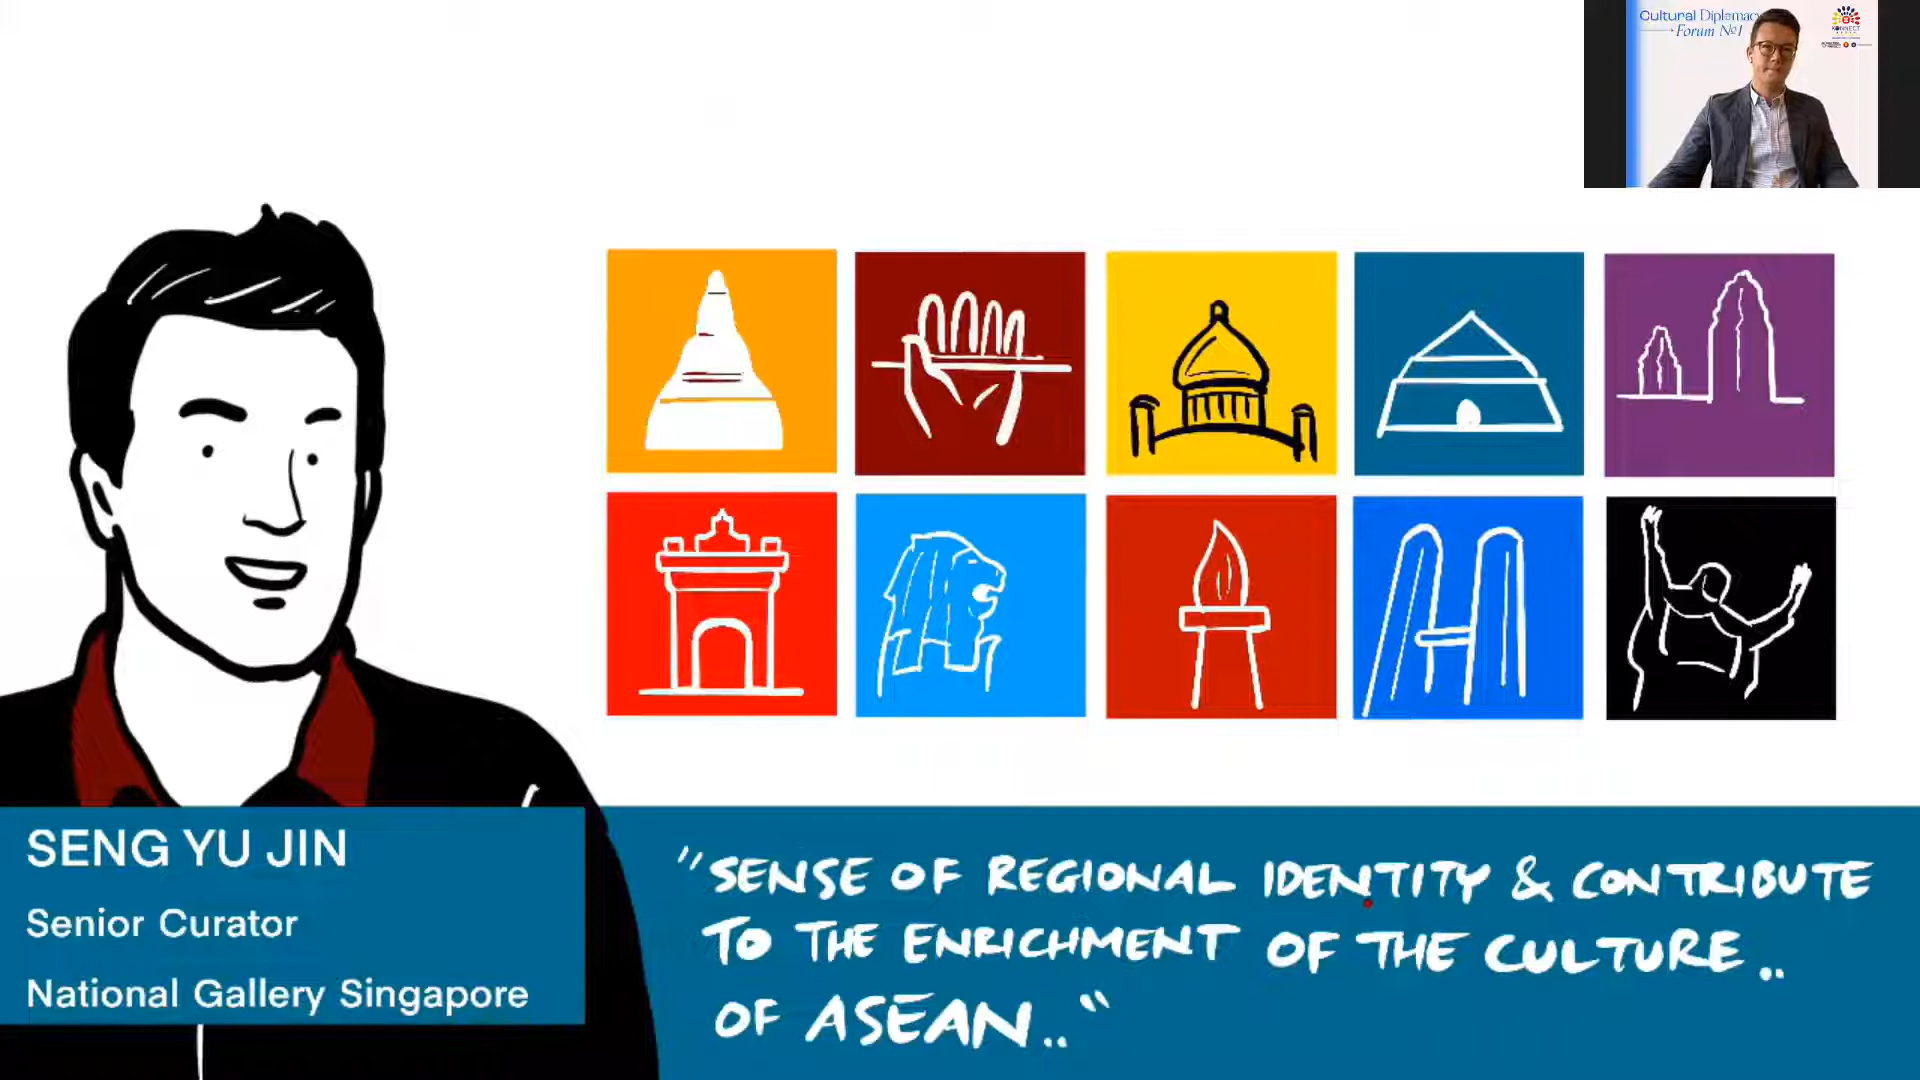 Cultural Diplomacy
Forum No1
KONNECT
SENG YU JIN
Senior Curator
National Gallery Singapore
"SENSE OF REGIONAL IDENTITY & CONTRIBUTE
TO THE ENRICHMENT OF THE CULTURE..
OF ASEAN.."